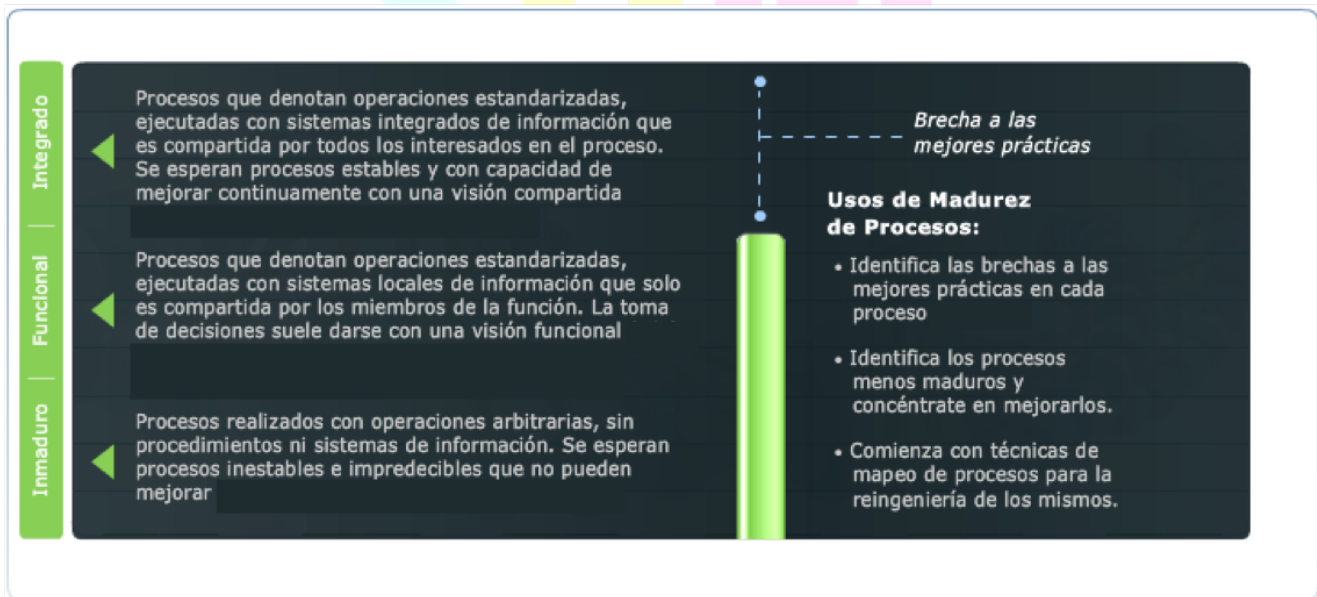 Integrado
Procesos que denotan operaciones estandarizadas,
ejecutadas con sistemas integrados de información que
es compartida por todos los interesados en el proceso.
Se esperan procesos estables y con capacidad de
mejorar continuamente con una visión compartida
Funcional
Procesos que denotan operaciones estandarizadas,
ejecutadas con sistemas locales de información que solo
es compartida por los miembros de la función. La toma
de decisiones suele darse con una visión funcional
Inmaduro
Procesos realizados con operaciones arbitrarias, sin
procedimientos ni sistemas de información. Se esperan
procesos inestables e impredecibles que no pueden
mejorar
Brecha a las
mejores prácticas
Usos de Madurez
de Procesos:
• Identifica las brechas a las
mejores prácticas en cada
proceso
• Identifica los procesos
menos maduros y
concéntrate en mejorarlos.
• Comienza con técnicas de
mapeo de procesos para la
reingeniería de los mismos.